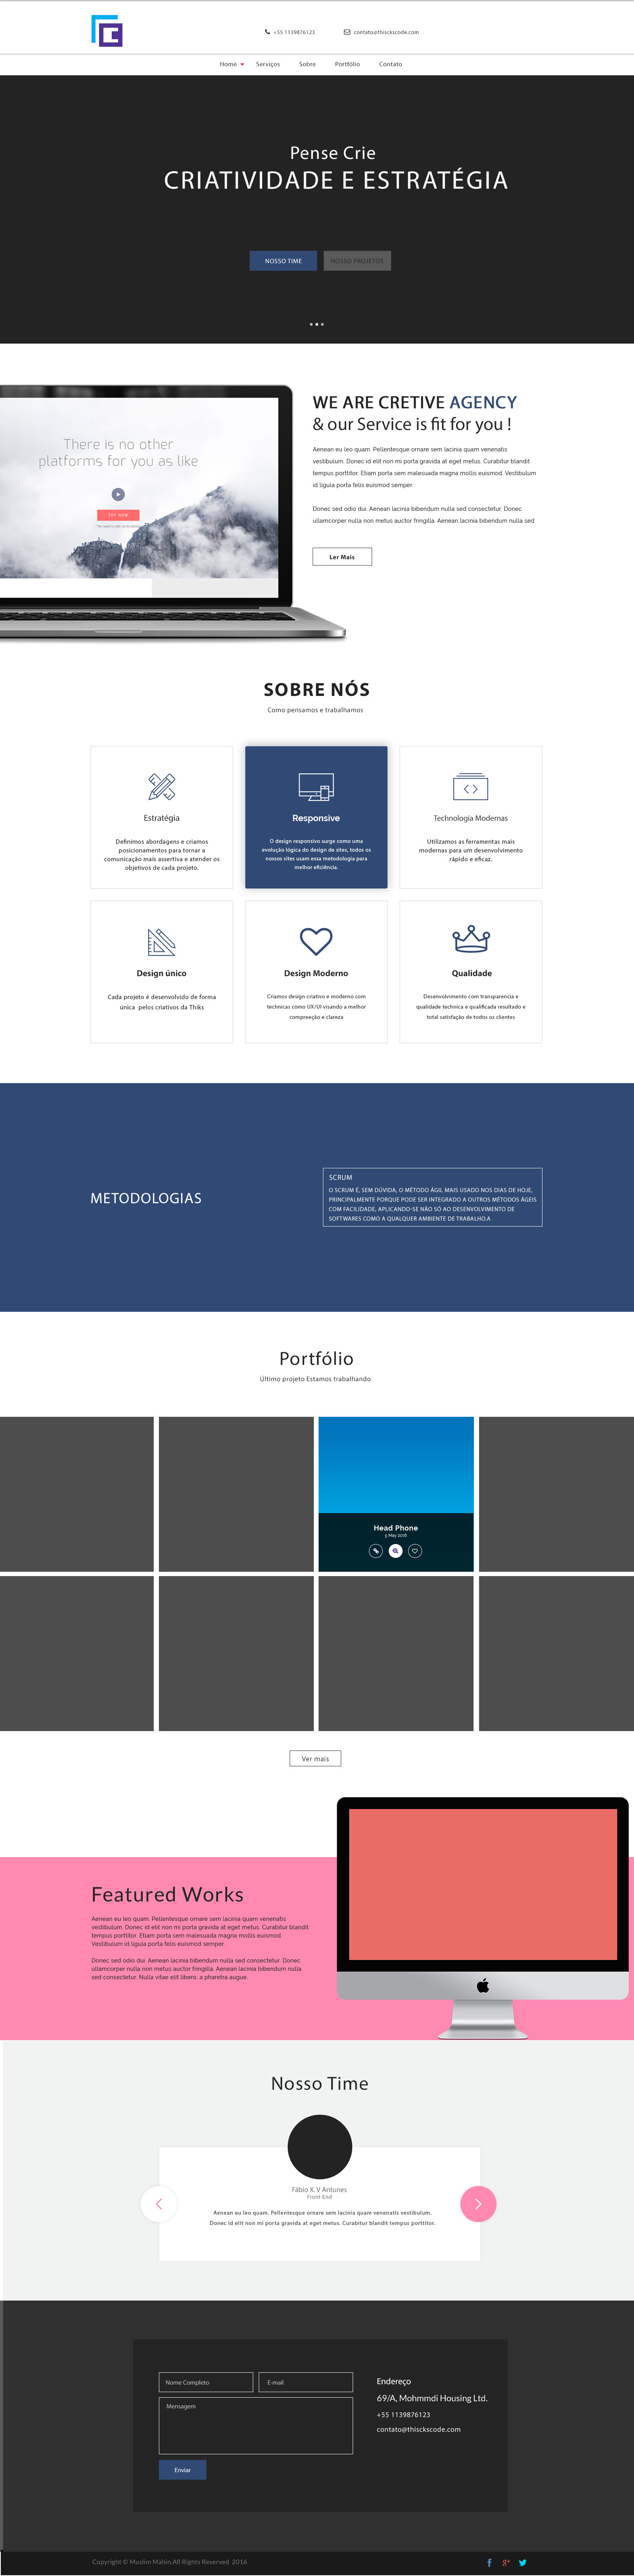 +55 1139876123 contato@thisckscode.com
Home Serviços Sobre Portfólio Contato
Pense Crie
CRIATIVIDADE E ESTRATÉGIA
NOSSO TIME NOSSO PROJETOS
There is no other
platforms for you as like
TRY NOW
WE ARE CRETIVE AGENCY
& our Service is fit for you !
Aenean eu leo quam. Pellentesque ornare sem lacinia quam venenatis
vestibulum. Donec id elit non mi porta gravida at eget metus. Curabitur blandit
tempus porttitor. Etiam porta sem malesuada magna mollis euismod. Vestibulum
id ligula porta felis euismod semper.
Donec sed odio dui. Aenean lacinia bibendum nulla sed consectetur. Donec
ullamcorper nulla non metus auctor fringilla. Aenean lacinia bibendum nulla sed
Ler Mais
SOBRE NÓS
Como pensamos e trabalhamos
Estratégia
Definimos abordagens e criamos
posicionamentos para tornar a
comunicação mais assertiva e atender os
objetivos de cada projeto.
Responsive
O design responsivo surge como uma
evolução lógica do design de sites, todos os
nossos sites usam essa metodologia para
melhor eficiência.
Technologia Modernas
Utilizamos as ferramentas mais
modernas para um desenvolvimento
rápido e eficaz.
Design único
Cada projeto é desenvolvido de forma
única pelos criativos da Thiks
Design Moderno
Criamos design criativo e moderno com
technicas como UX/UI visando a melhor
compreeção e clareza
Qualidade
Desenvolvimento com transparencia e
qualidade technica e qualificada resultado e
total satisfação de todos os clientes
METODOLOGIAS
SCRUM
O SCRUM É, SEM DÚVIDA, O MÉTODO ÁGIL MAIS USADO NOS DIAS DE HOJE,
PRINCIPALMENTE PORQUE PODE SER INTEGRADO A OUTROS MÉTODOS ÁGEIS
COM FACILIDADE, APLICANDO-SE NÃO SÓ AO DESENVOLVIMENTO DE
SOFTWARES COMO A QUALQUER AMBIENTE DE TRABALHO.A
Portfólio
Último projeto Estamos trabalhando
Head Phone
5 May 2016
Ver mais
Featured Works
Aenean eu leo quam. Pellentesque ornare sem lacinia quam venenatis
vestibulum. Donec id elit non mi porta gravida at eget metus. Curabitur blandit
tempus porttitor. Etiam porta sem malesuada magna mollis euismod.
Vestibulum id ligula porta felis euismod semper.
Donec sed odio dui. Aenean lacinia bibendum nulla sed consectetur. Donec
ullamcorper nulla non metus auctor fringilla. Aenean lacinia bibendum nulla
sed consectetur. Nulla vitae elit libero, a pharetra augue.
Nosso Time
Fábio X. V Antunes
Front-End
Aenean eu leo quam. Pellentesque ornare sem lacinia quam venenatis vestibulum.
Donec id elit non mi porta gravida at eget metus. Curabitur blandit tempus porttitor.
Nome Completo E-mail
Mensagem
Enviar
Endereço
69/A, Mohmmdi Housing Ltd.
+55 1139876123
contato@thisckscode.com
Copyright © Muslim Mahin.All Rights Reserved 2016